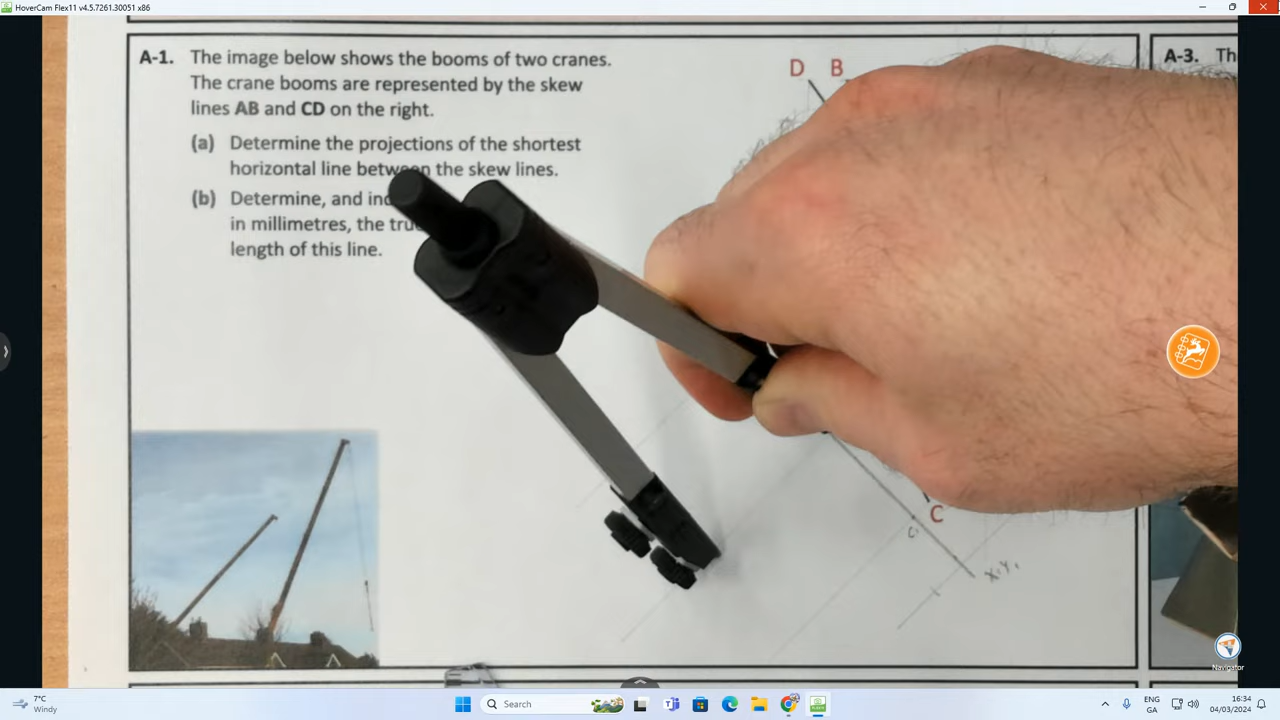 HoverCam Flex11 v4.5.7261.30051 x86
A-1. The image below shows the booms of two cranes.
The crane booms are represented by the skew
lines AB and CD on the right.
(a) Determine the projections of the shortest
horizontal line between the skew lines.
(b) Determine, and
in millimetres, the
length of this line.
D B
C
C₁
X₁Y₁
A-3.
Navigator
7°C
Windy
Search
ENG
GA
16:34
04/03/2024